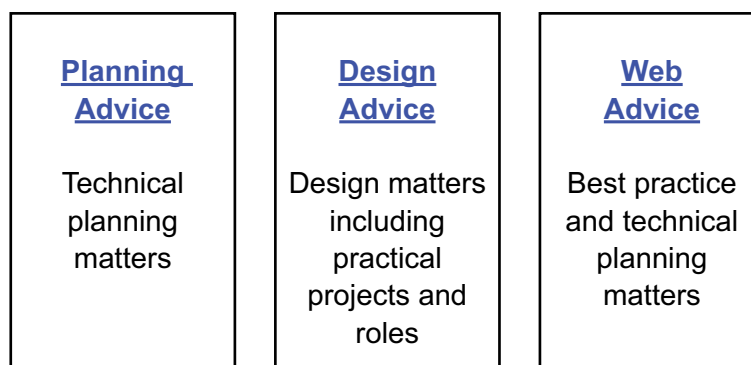 Planning
Advice
Technical
planning
matters
Design
Advice
Design matters
including
practical
projects and
roles
Web
Advice
Best practice
and technical
planning
matters